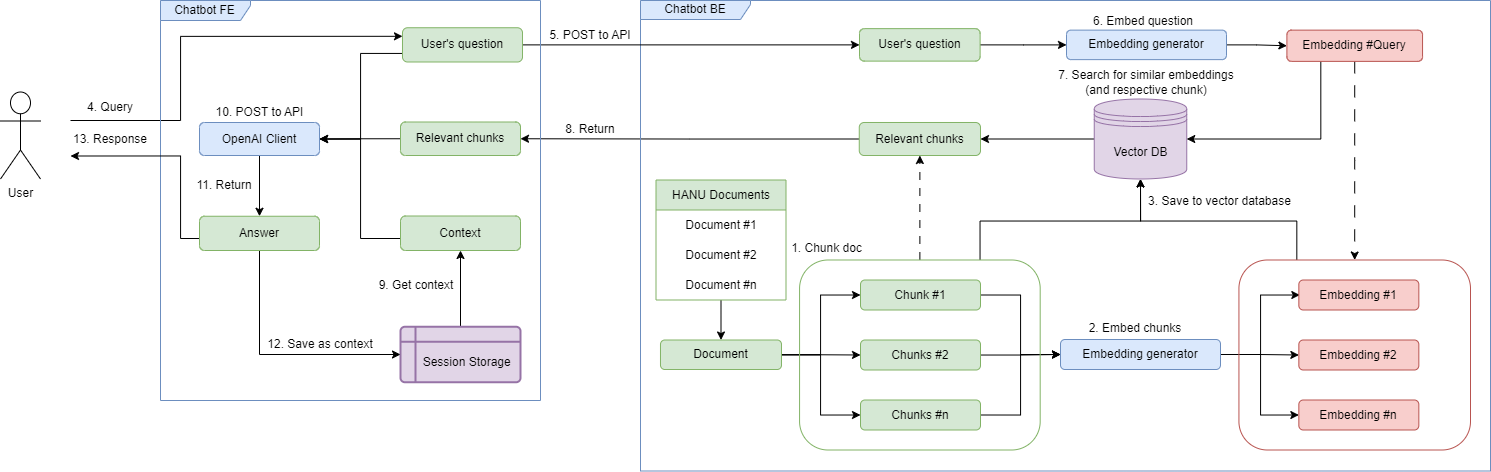 Chatbot FE
Chatbot BE
User's question
5. POST to API
User's question
6. Embed question
Embedding generator
Embedding #Query
7. Search for similar embeddings
(and respective chunk)
4. Query
10. POST to API
13. Response
OpenAI Client
Relevant chunks
8. Return
Relevant chunks
Vector DB
User
11. Return
HANU Documents
3. Save to vector database
Answer
Context
Document #1
1. Chunk doc
Document #2
9. Get context
Document #n
Chunk #1
Embedding #1
2. Embed chunks
12. Save as context
Session Storage
Document
Chunks #2
Embedding generator
Embedding #2
Chunks #n
Embedding #n